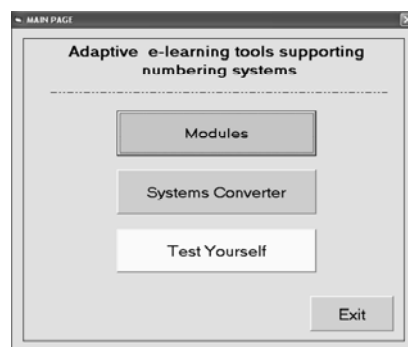 MAIN PAGE
Adaptive e-learning tools supporting
numbering systems
Modules
Systems Converter
Test Yourself
Exit